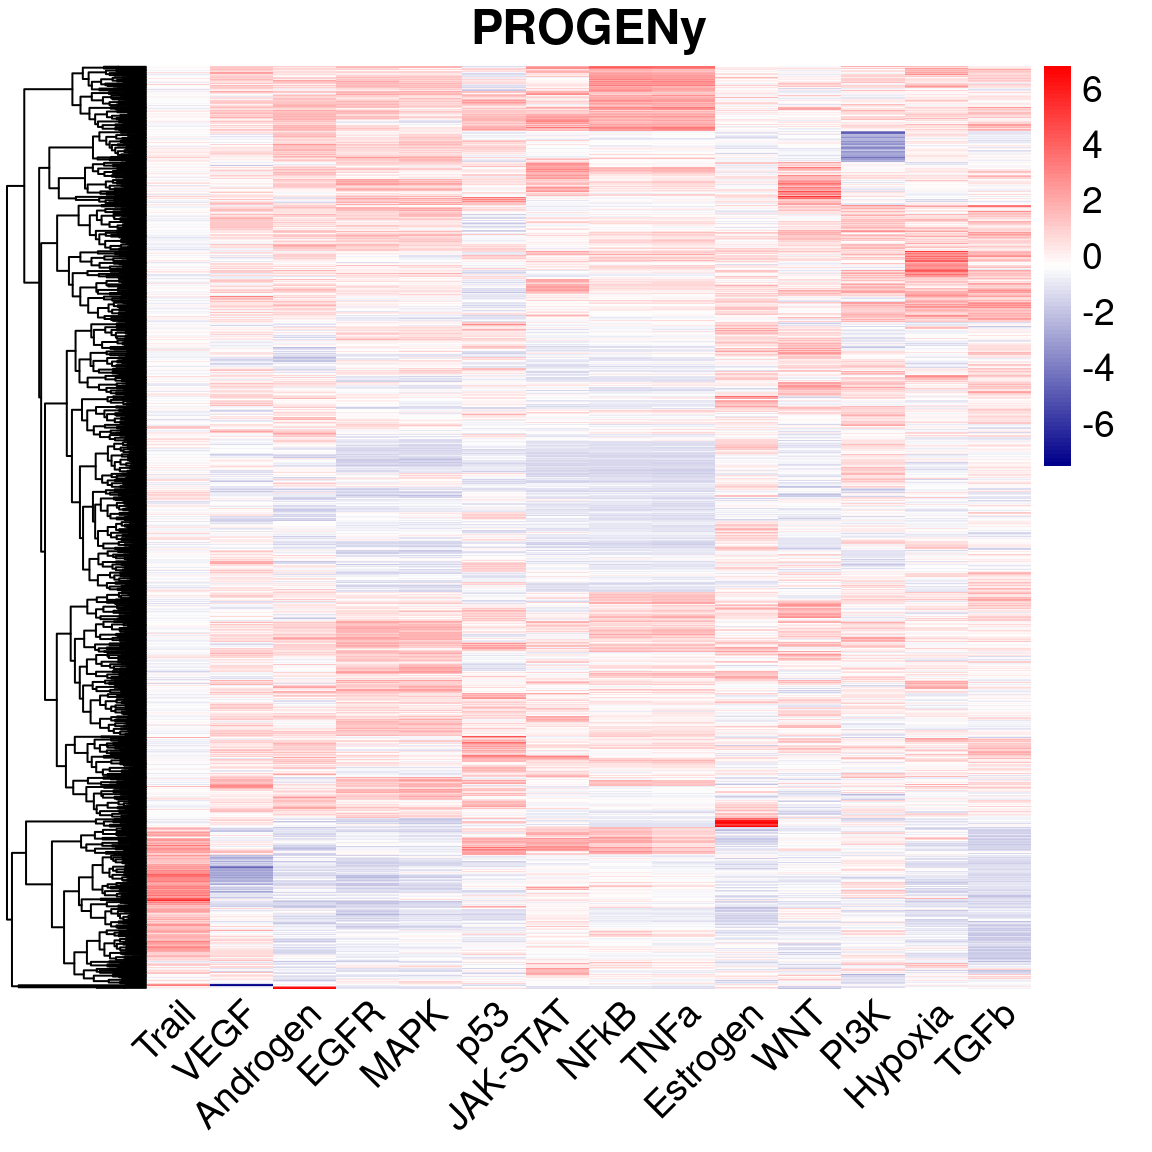 PROGENy
6
4
2
0
-2
-4
-6
Trail
VEGF
Androgen
EGFR
MAPK
p53
JAK-STAT
NFkB
TNFa
Estrogen
WNT
PI3K
Hypoxia
TGFb